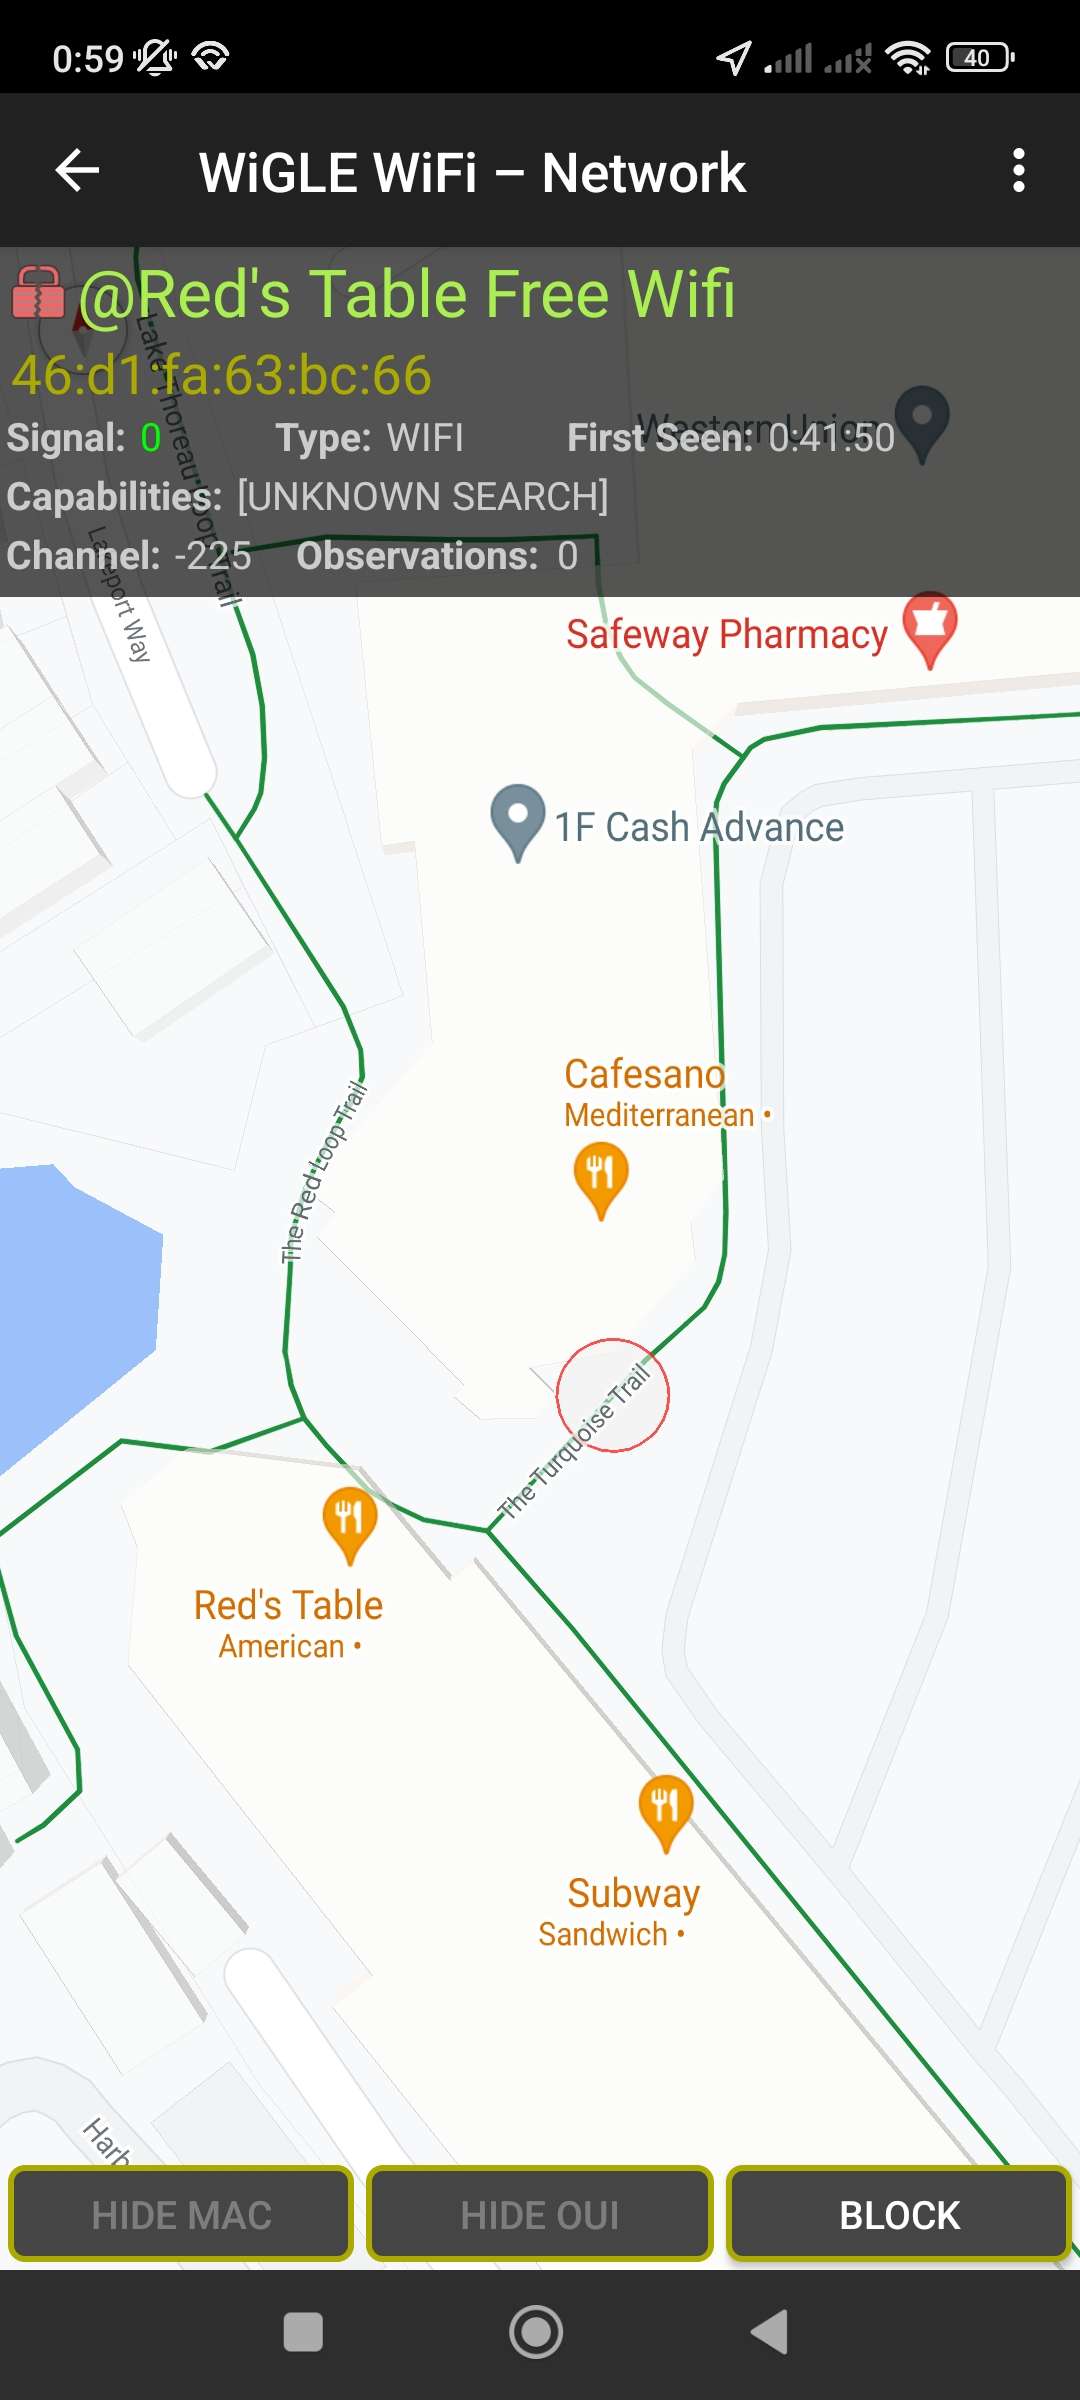 0:59
40
WiGLE WiFi – Network
@Red's Table Free Wifi
46:d1:fa:63:bc:66
Western Union
Signal: 0 Type: WIFI First Seen: 0:41:50
Capabilities: [UNKNOWN SEARCH]
Channel: -225 Observations: 0
Lake Thoreau Loop Trail
Lakeport Way
Safeway Pharmacy
1F Cash Advance
Cafesano
Mediterranean •
The Red Loop Trail
The Turquoise Trail
Red's Table
American •
Subway
Sandwich •
Harb
HIDE MAC
HIDE OUI
BLOCK